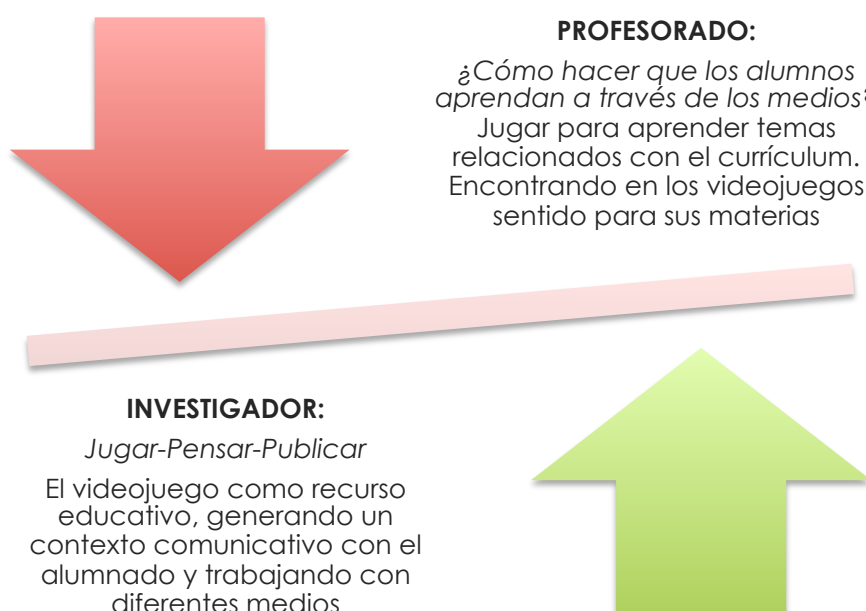 PROFESORADO:
¿Cómo hacer que los alumnos
aprendan a través de los medios?
Jugar para aprender temas
relacionados con el currículum.
Encontrando en los videojuegos
sentido para sus materias
INVESTIGADOR:
Jugar-Pensar-Publicar
El videojuego como recurso
educativo, generando un
contexto comunicativo con el
alumnado y trabajando con
diferentes medios